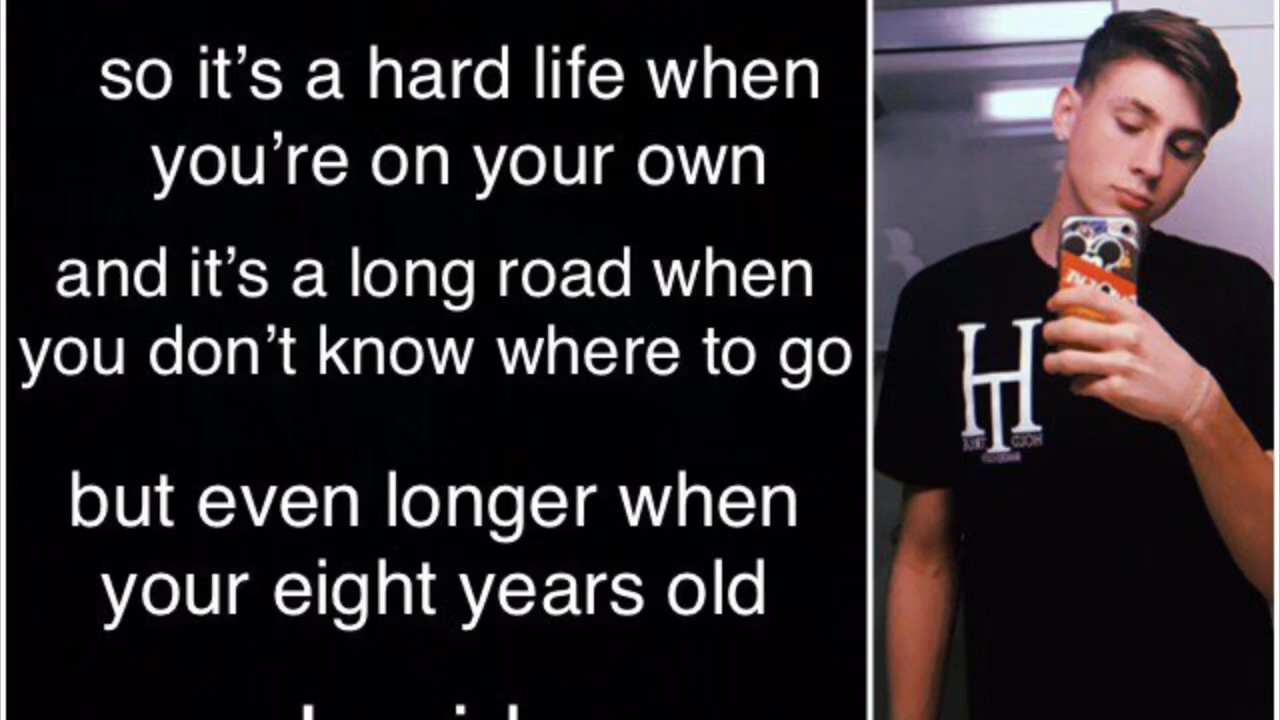 so it’s a hard life when
you’re on your own
and it’s a long road when
you don’t know where to go
but even longer when
your eight years old
H
T